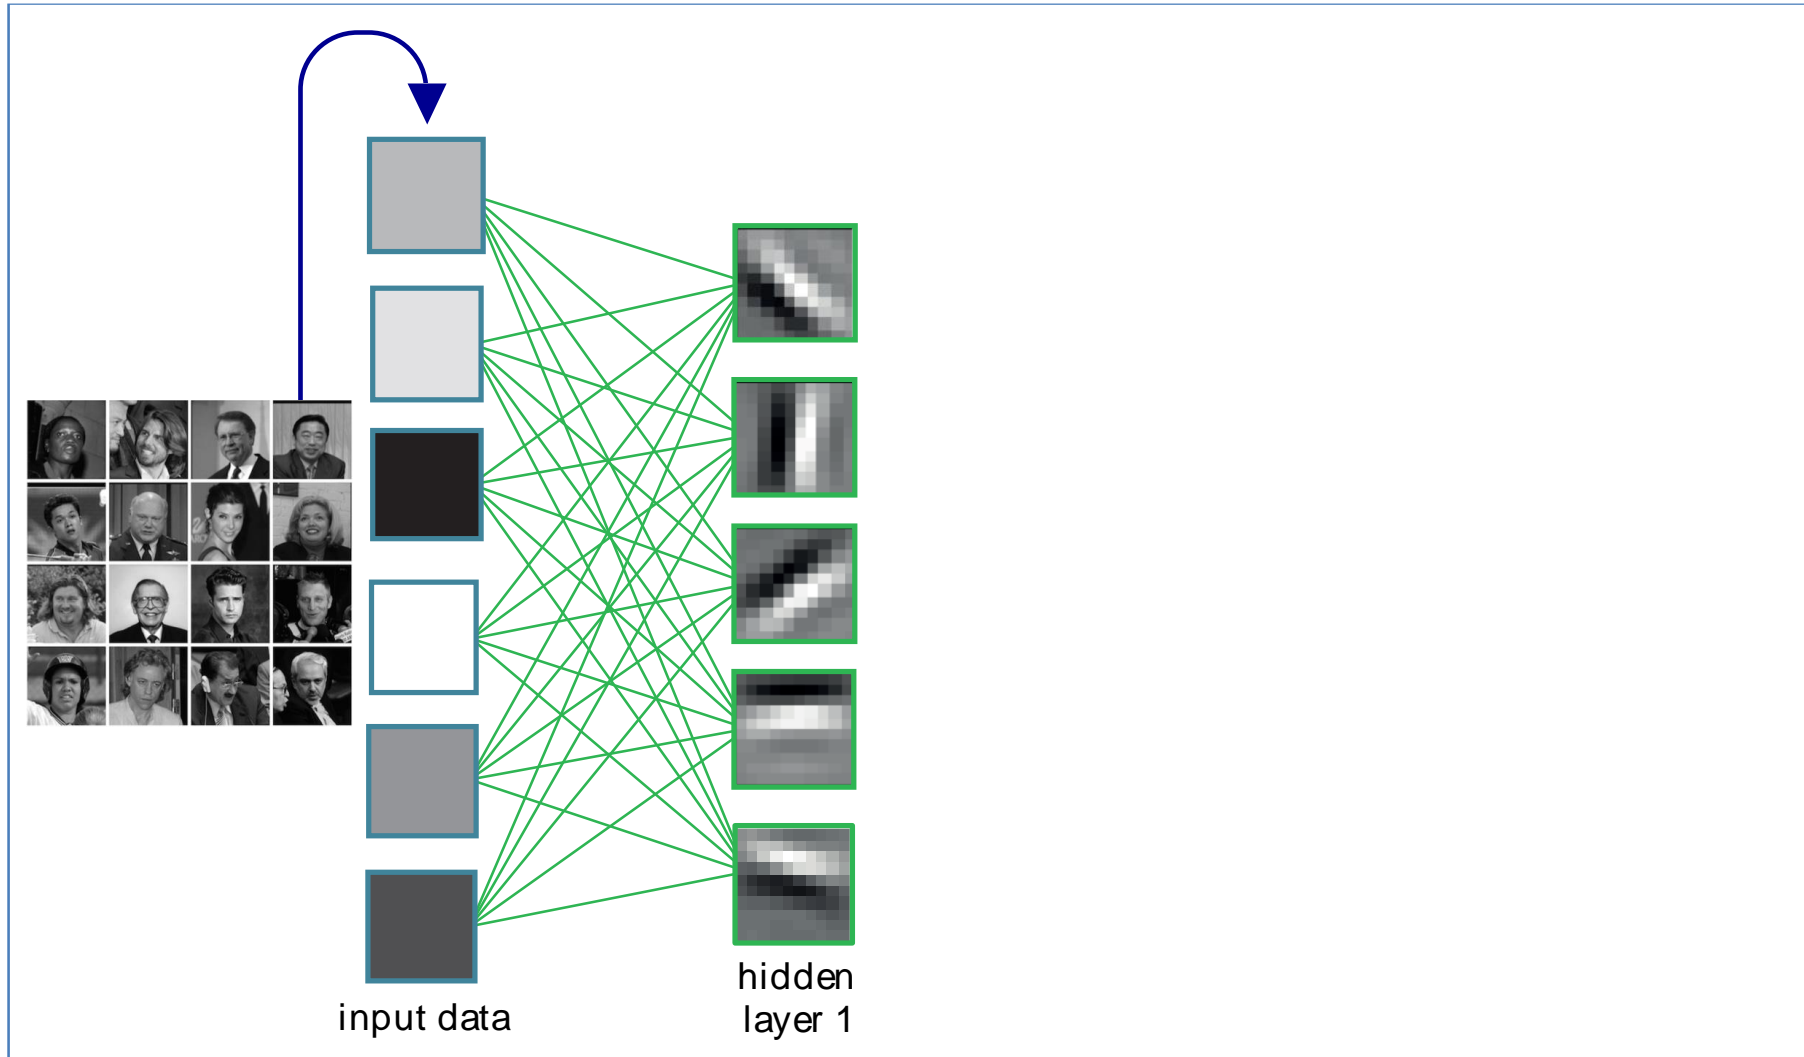 input data
hidden
layer 1